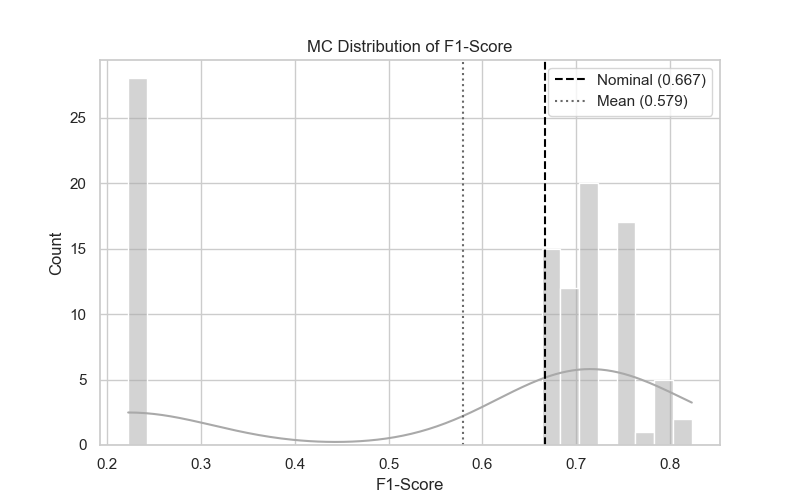 MC Distribution of F1-Score
Nominal (0.667)
Mean (0.579)
Count
25
20
15
10
5
0
0.2 0.3 0.4 0.5 0.6 0.7 0.8
F1-Score